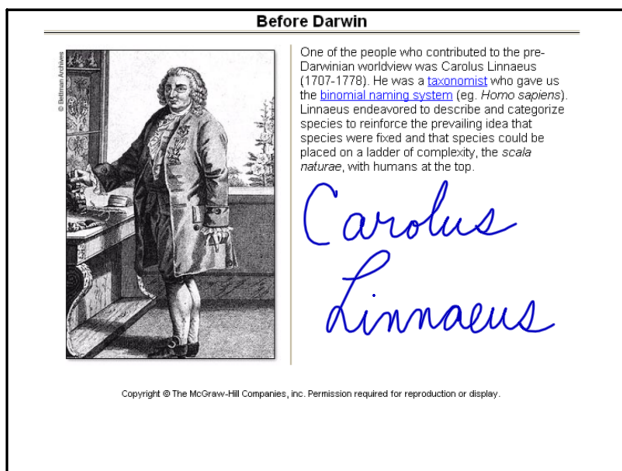 Before Darwin
© Bettman Archives
One of the people who contributed to the pre-
Darwinian worldview was Carolus Linnaeus
(1707-1778). He was a taxonomist who gave us
the binomial naming system (eg. Homo sapiens).
Linnaeus endeavored to describe and categorize
species to reinforce the prevailing idea that
species were fixed and that species could be
placed on a ladder of complexity, the scala
naturae, with humans at the top.
Carolus
Linnaeus
Copyright © The McGraw-Hill Companies, inc. Permission required for reproduction or display.